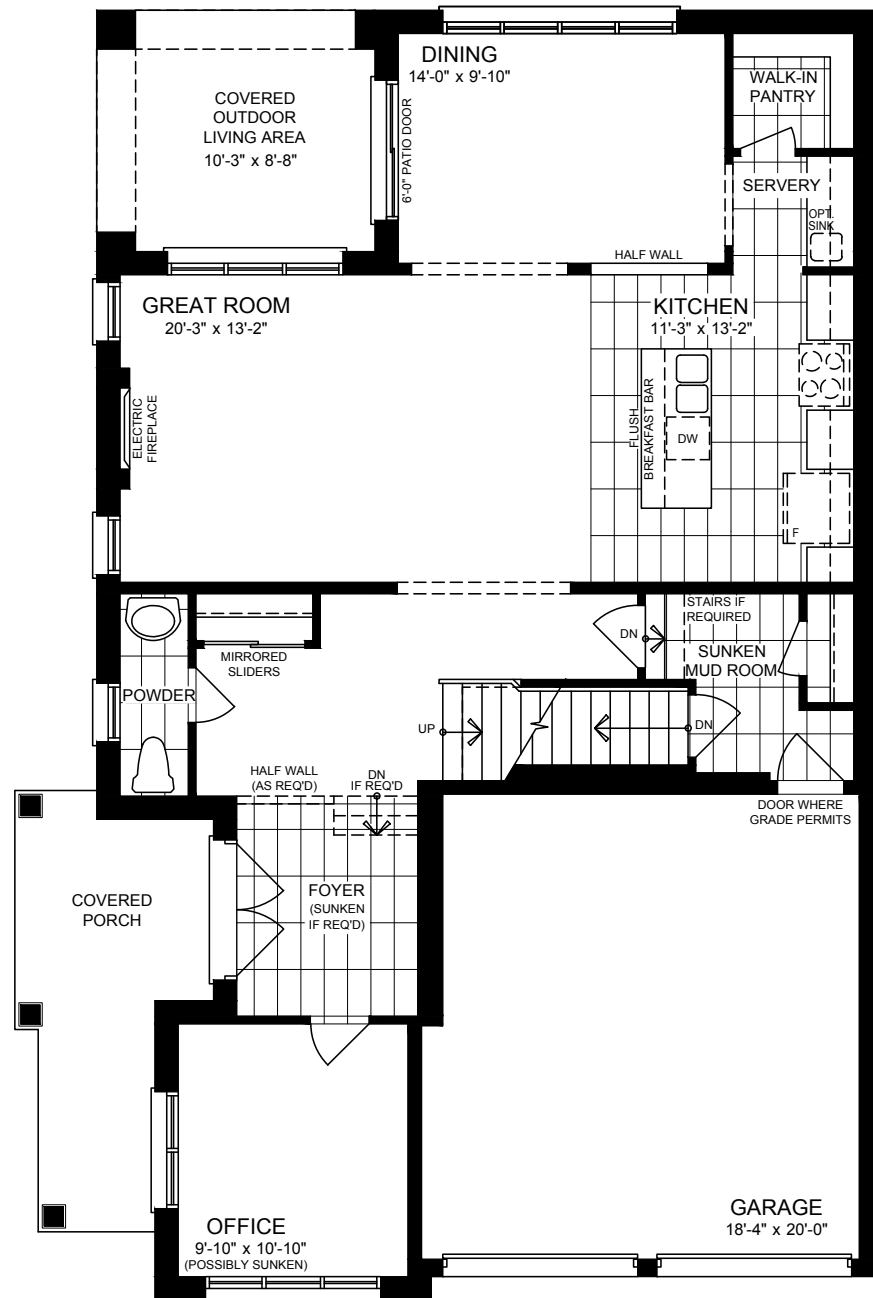 DINING
14'-0" x 9'-10"
WALK-IN
PANTRY
COVERED
OUTDOOR
LIVING AREA
10'-3" x 8'-8"
6'-0" PATIO DOOR
SERVERY
OPT.
SINK
HALF WALL
GREAT ROOM
20'-3" x 13'-2"
KITCHEN
11'-3" x 13'-2"
ELECTRIC
FIREPLACE
FLUSH
BREAKFAST BAR
DW
F
STAIRS IF
REQUIRED
DN
SUNKEN
MUD ROOM
MIRRORED
SLIDERS
POWDER
UP
DN
HALF WALL
(AS REQ'D)
DN
IF REQ'D
DOOR WHERE
GRADE PERMITS
COVERED
PORCH
FOYER
(SUNKEN
IF REQ'D)
OFFICE
9'-10" x 10'-10"
(POSSIBLY SUNKEN)
GARAGE
18'-4" x 20'-0"